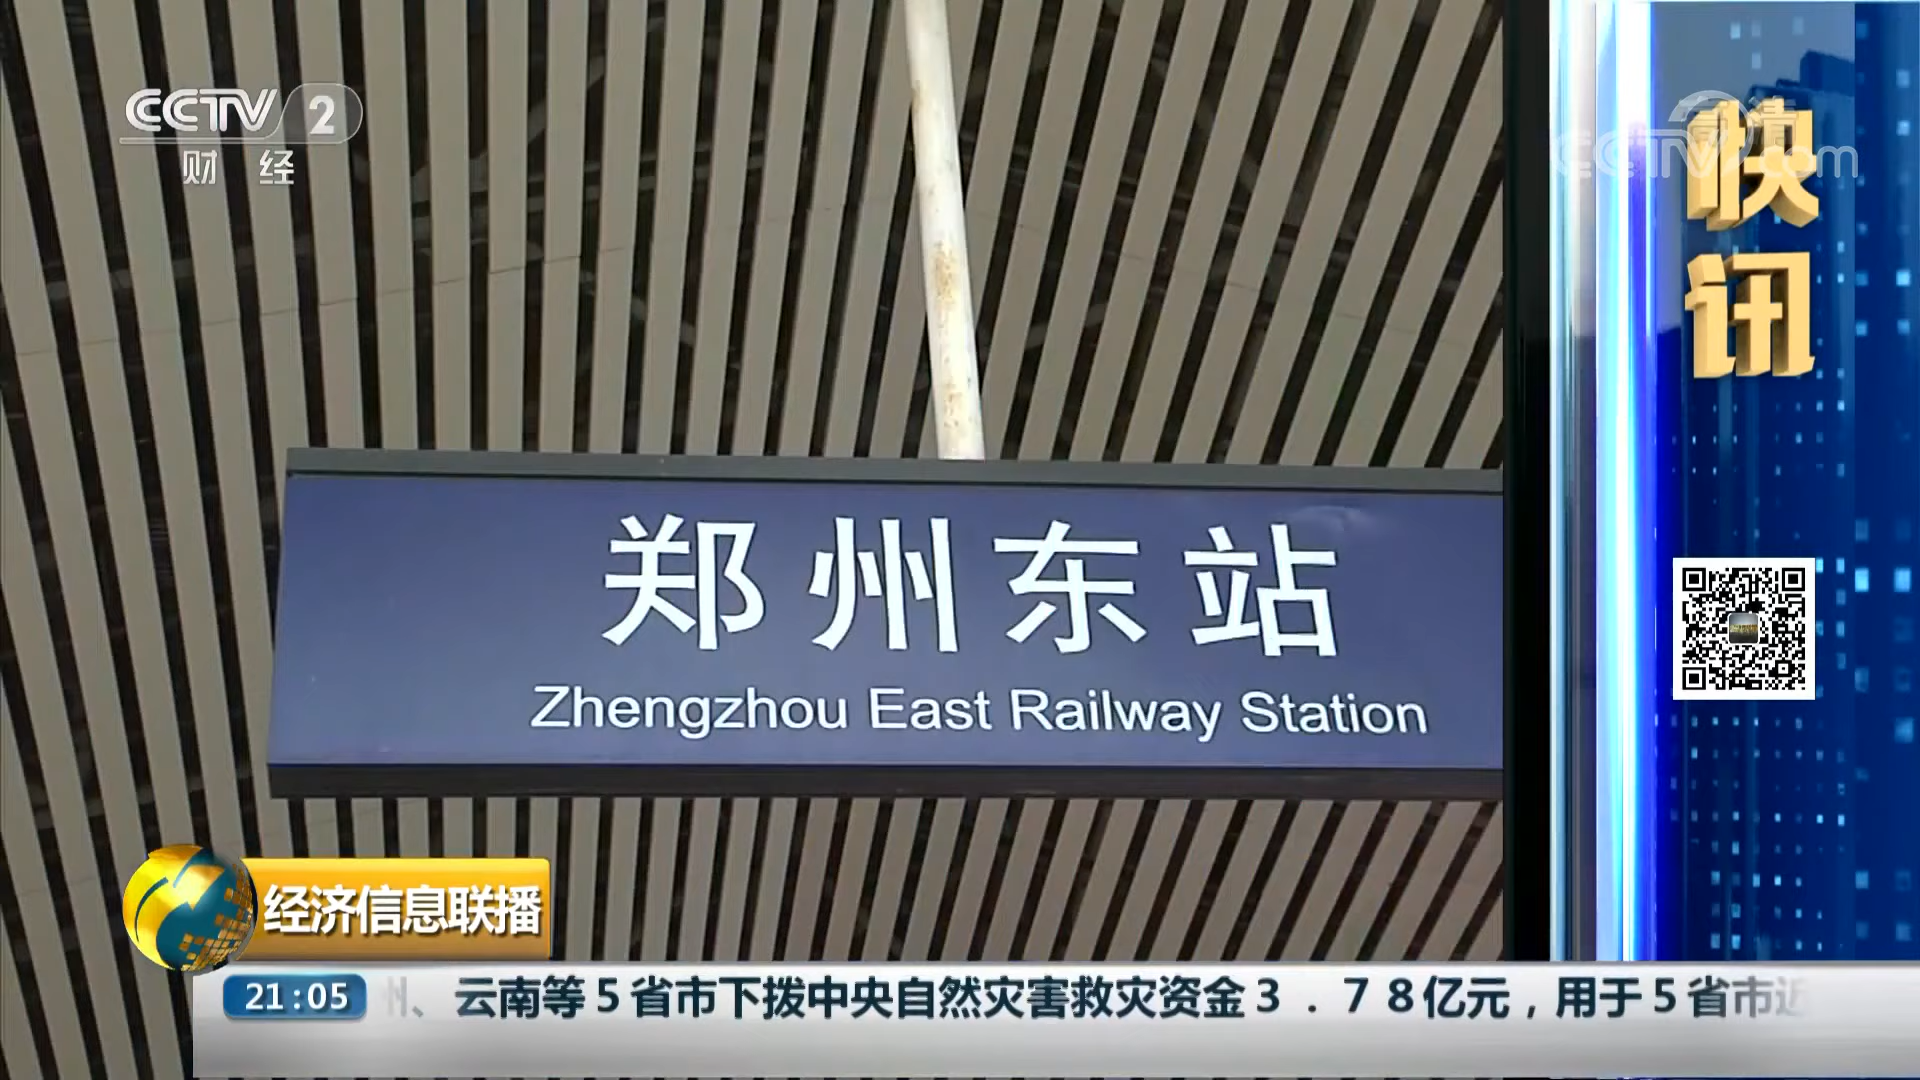 CCTV 2
财 经
快讯
郑州东站
Zhengzhou East Railway Station
经济信息联播
21:05
州、云南等5省市下拨中央自然灾害救灾资金3.78亿元，用于5省市近